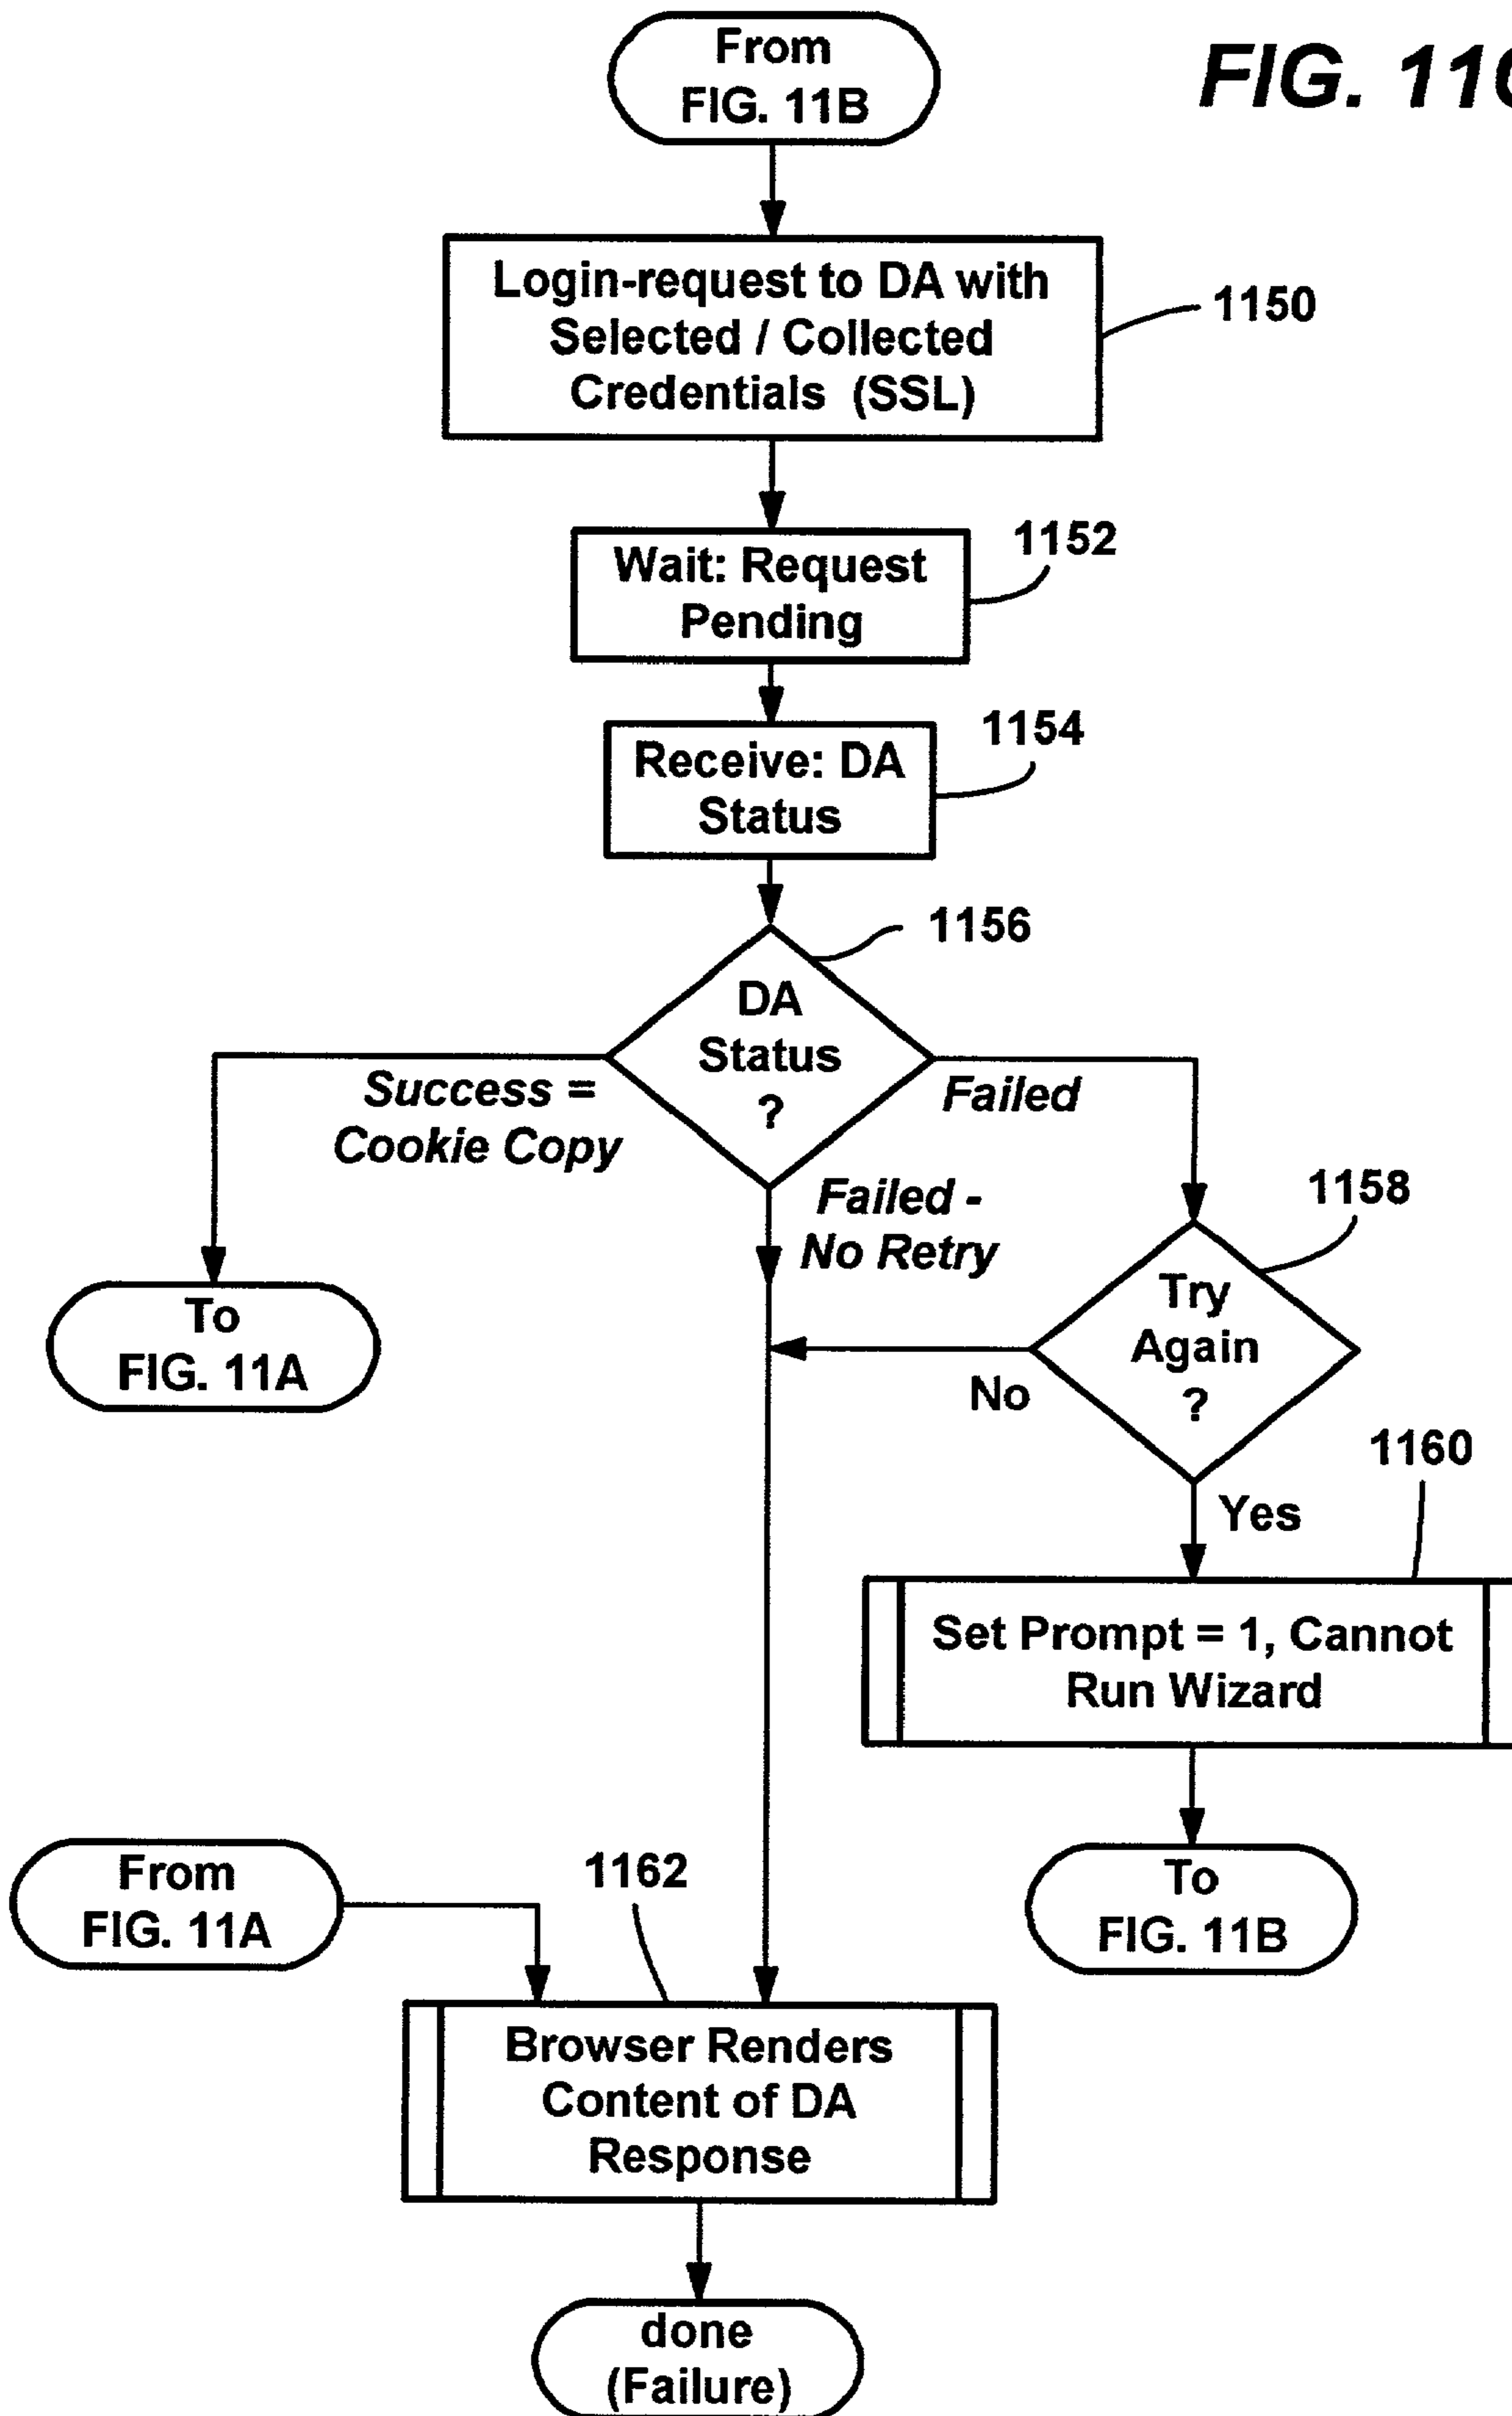 From
FIG. 11B
FIG. 11
Login-request to DA with
Selected / Collected
Credentials (SSL)
1150
Wait: Request
Pending
1152
Receive: DA
Status
1154
1156
DA
Status
?
Success =
Cookie Copy
Failed
Failed -
No Retry
1158
To
FIG. 11A
Try
Again
?
No
Yes
1160
Set Prompt = 1, Cannot
Run Wizard
From
FIG. 11A
1162
To
FIG. 11B
Browser Renders
Content of DA
Response
done
(Failure)